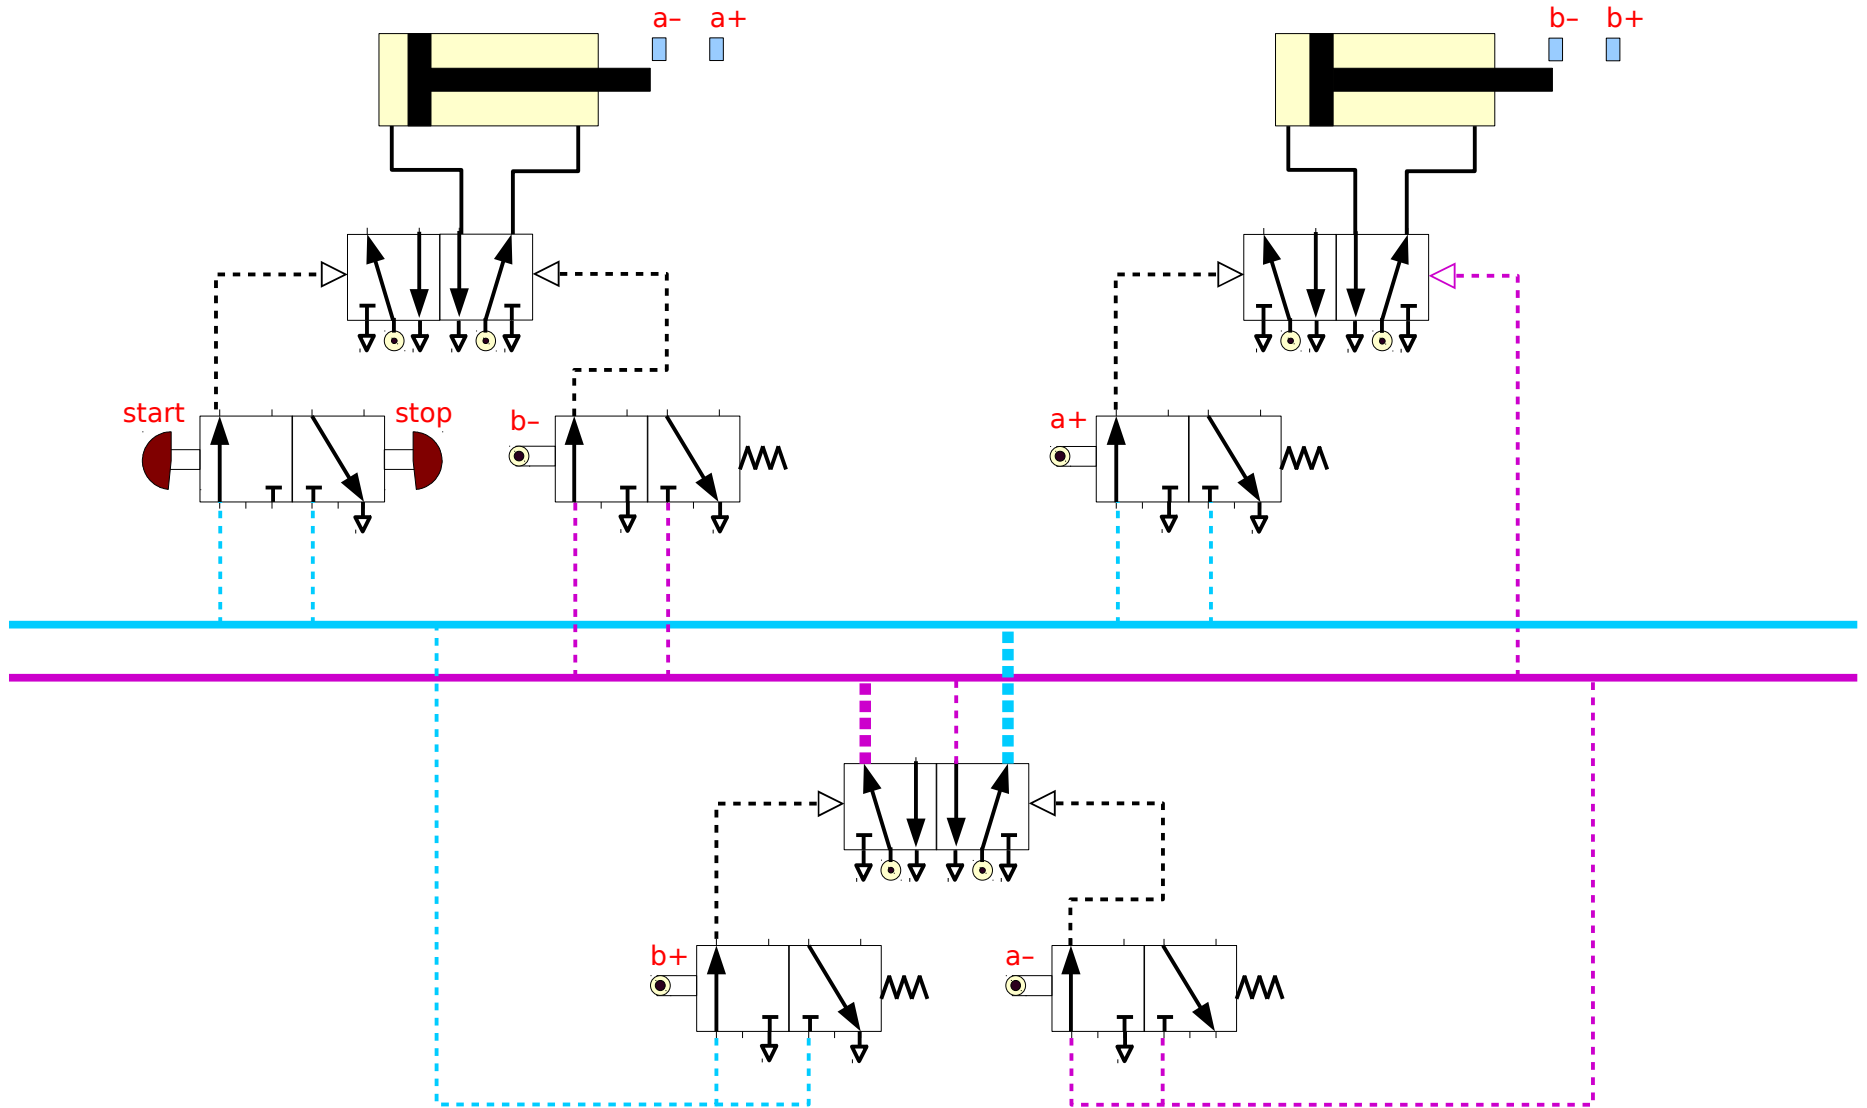 a– a+
b– b+
start
stop
b–
a+
b+
a–